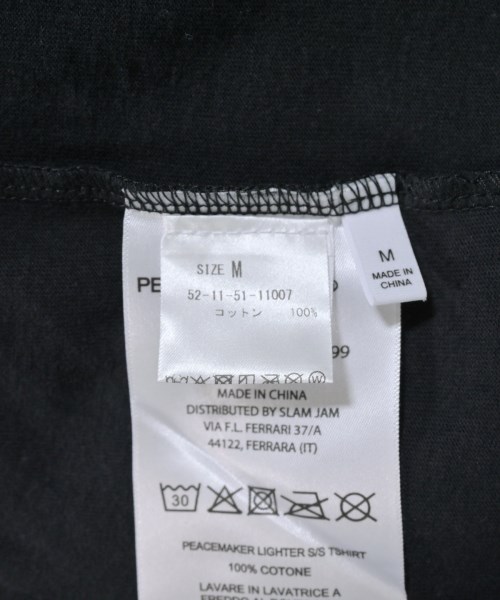 SIZE M
52-11-51-11007
コットン 100%
M
MADE IN
CHINA
PE
99
MADE IN CHINA
DISTRIBUTED BY SLAM JAM
VIA F.L. FERRARI 37/A
44122, FERRARA (IT)
30
PEACEMAKER LIGHTER S/S TSHIRT
100% COTONE
LAVARE IN LAVATRICE A